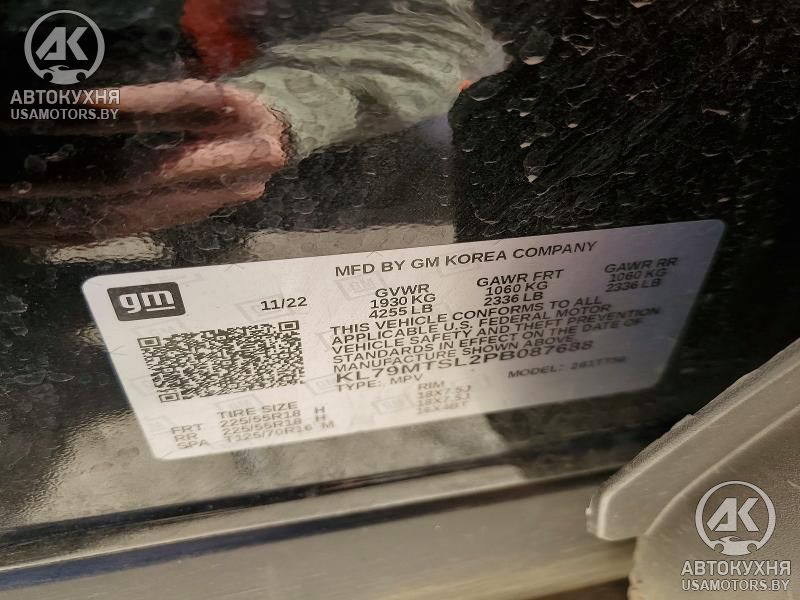 AK
АВТОКУХНЯ
USAMOTORS.BY
gm
MFD BY GM KOREA COMPANY
11/22 GVWR GAWR FRT GAWR RR
1930 KG 1060 KG 1060 KG
4255 LB 2336 LB 2336 LB
THIS VEHICLE CONFORMS TO ALL
APPLICABLE U.S. FEDERAL MOTOR
VEHICLE SAFETY AND THEFT PREVENTION
STANDARDS IN EFFECT ON THE DATE OF
MANUFACTURE SHOWN ABOVE.
KL79MTSL2PB087638
TYPE: MPV MODEL:
TIRE SIZE RIM
FRT 225/55R18 H 18X7.5J
RR 225/55R18 H 18X7.5J
SPA T125/70R16 M 16X4BT
AK
АВТОКУХНЯ
USAMOTORS.BY